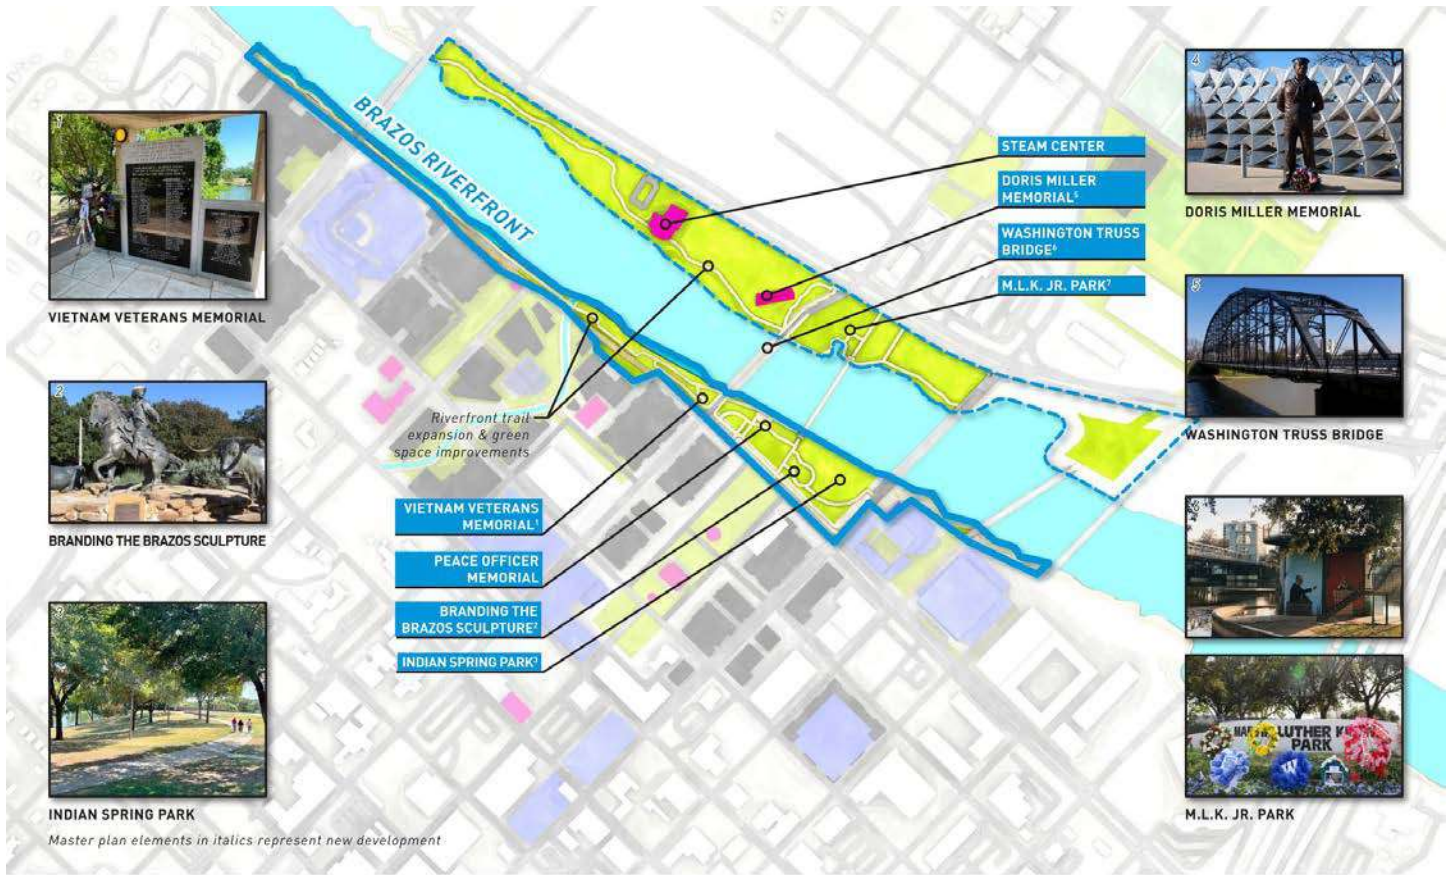 1
VIETNAM VETERANS MEMORIAL
2
BRANDING THE BRAZOS SCULPTURE
3
INDIAN SPRING PARK
Master plan elements in italics represent new development
BRAZOS RIVERFRONT
Riverfront trail
expansion & green
space improvements
VIETNAM VETERANS
MEMORIAL¹
PEACE OFFICER
MEMORIAL
BRANDING THE
BRAZOS SCULPTURE²
INDIAN SPRING PARK³
STEAM CENTER
DORIS MILLER
MEMORIAL⁵
WASHINGTON TRUSS
BRIDGE⁶
M.L.K. JR. PARK⁷
4
DORIS MILLER MEMORIAL
5
WASHINGTON TRUSS BRIDGE
6
LUTHER
PARK
W
M.L.K. JR. PARK